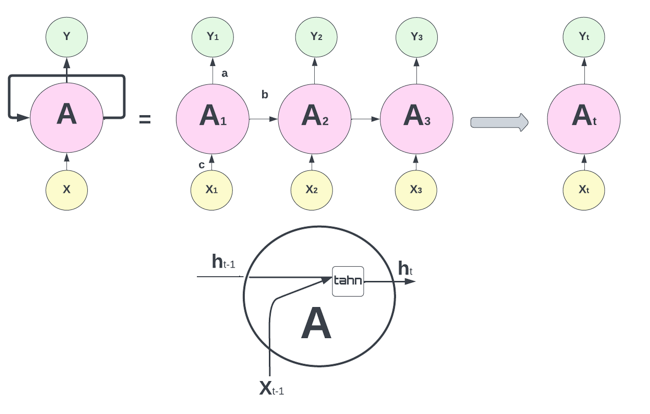 Y Y1 Y2 Y3 Yt
a
b
A = A1 A2 A3 At
c
X X1 X2 X3 Xt
ht-1 tahn ht
A
Xt-1